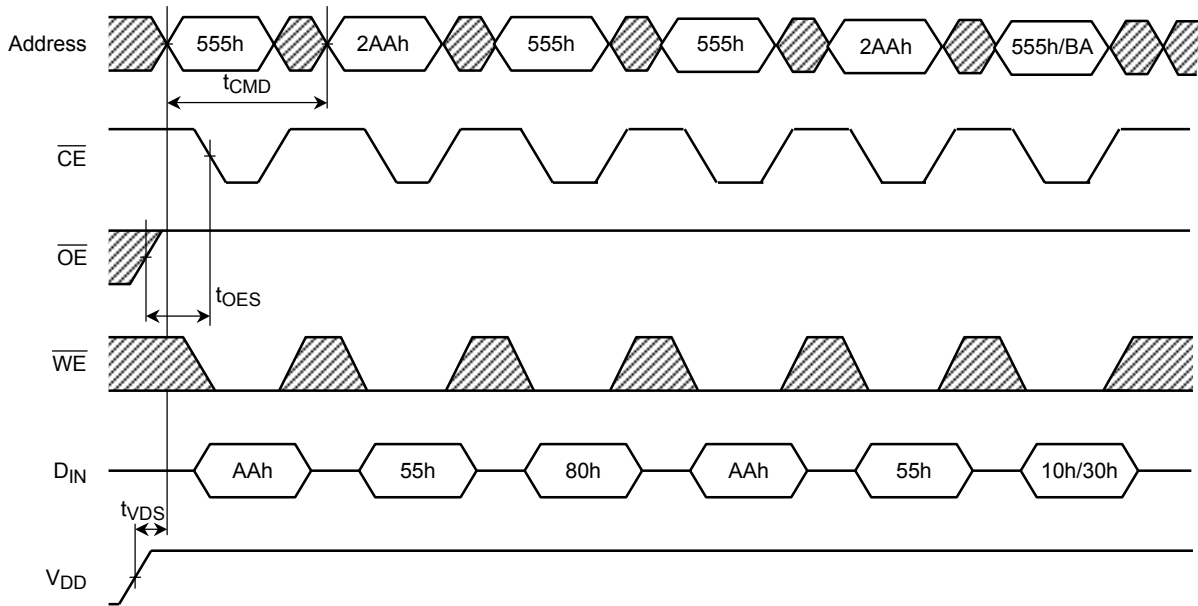 Address 555h 2AAh 555h 555h 2AAh 555h/BA
tCMD
CE
OE
tOES
WE
DIN AAh 55h 80h AAh 55h 10h/30h
tVDS
VDD